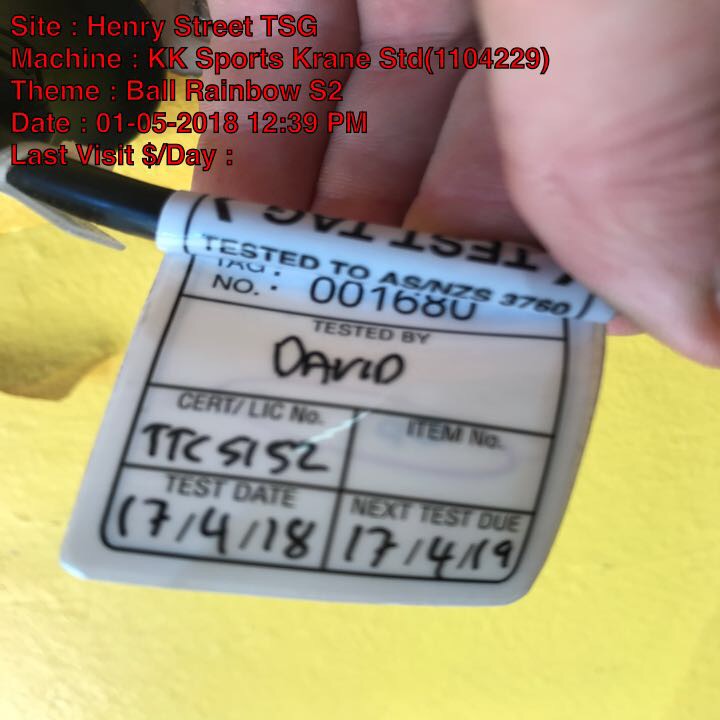 Site : Henry Street TSG
Machine : KK Sports Krane Std(1104229)
Theme : Ball Rainbow S2
Date : 01-05-2018 12:39 PM
Last Visit $/Day :
TEST TAG
TESTED TO AS/NZS 3760
TAG
NO. : 001680
TESTED BY
DAVID
CERT/ LIC No.
ITEM No.
TTC5152
TEST DATE
NEXT TEST DUE
17/4/18
17/4/19